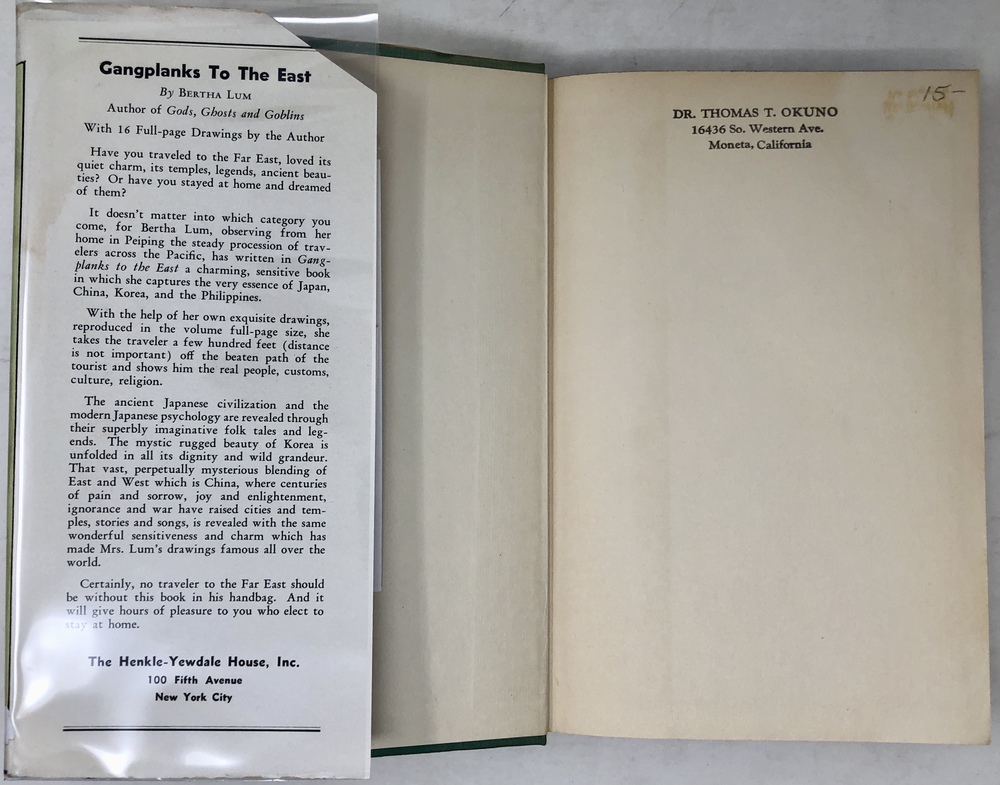 Gangplanks To The East
By BERTHA LUM
Author of Gods, Ghosts and Goblins
With 16 Full-page Drawings by the Author
Have you traveled to the Far East, loved its
quiet charm, its temples, legends, ancient beau-
ties? Or have you stayed at home and dreamed
of them?
It doesn't matter into which category you
come, for Bertha Lum, observing from her
home in Peiping the steady procession of trav-
elers across the Pacific, has written in Gang-
planks to the East a charming, sensitive book
in which she captures the very essence of Japan,
China, Korea, and the Philippines.
With the help of her own exquisite drawings,
reproduced in the volume full-page size, she
takes the traveler a few hundred feet (distance
is not important) off the beaten path of the
tourist and shows him the real people, customs,
culture, religion.
The ancient Japanese civilization and the
modern Japanese psychology are revealed through
their superbly imaginative folk tales and leg-
ends. The mystic rugged beauty of Korea is
unfolded in all its dignity and wild grandeur.
That vast, perpetually mysterious blending of
East and West which is China, where centuries
of pain and sorrow, joy and enlightenment,
ignorance and war have raised cities and tem-
ples, stories and songs, is revealed with the same
wonderful sensitiveness and charm which has
made Mrs. Lum's drawings famous all over the
world.
Certainly, no traveler to the Far East should
be without this book in his handbag. And it
will give hours of pleasure to you who elect to
stay at home.
The Henkle-Yewdale House, Inc.
100 Fifth Avenue
New York City
15-
DR. THOMAS T. OKUNO
16436 So. Western Ave.
Moneta, California